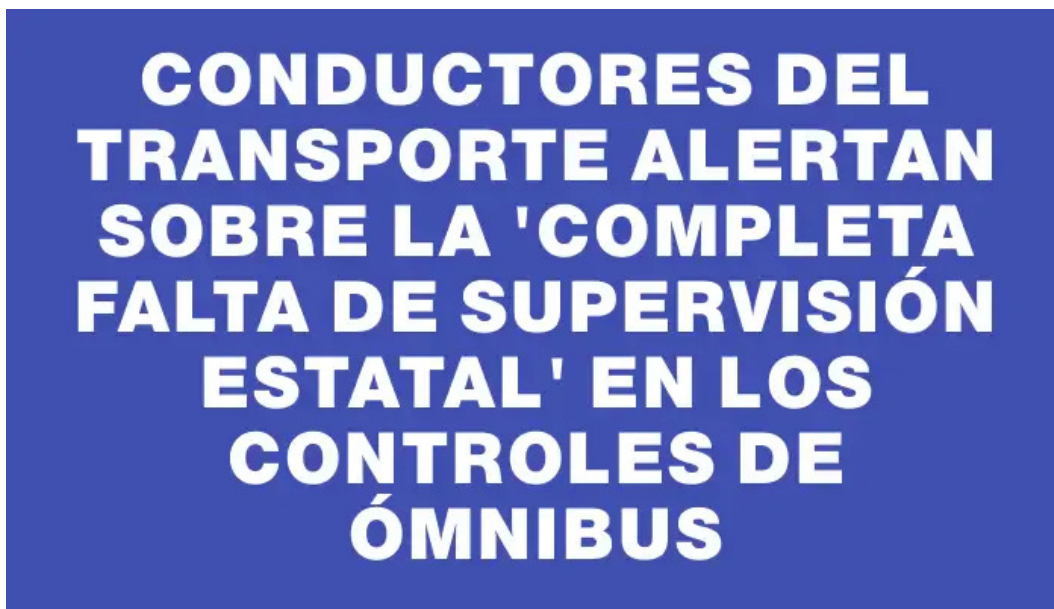 CONDUCTORES DEL
TRANSPORTE ALERTAN
SOBRE LA 'COMPLETA
FALTA DE SUPERVISIÓN
ESTATAL' EN LOS
CONTROLES DE
ÓMNIBUS